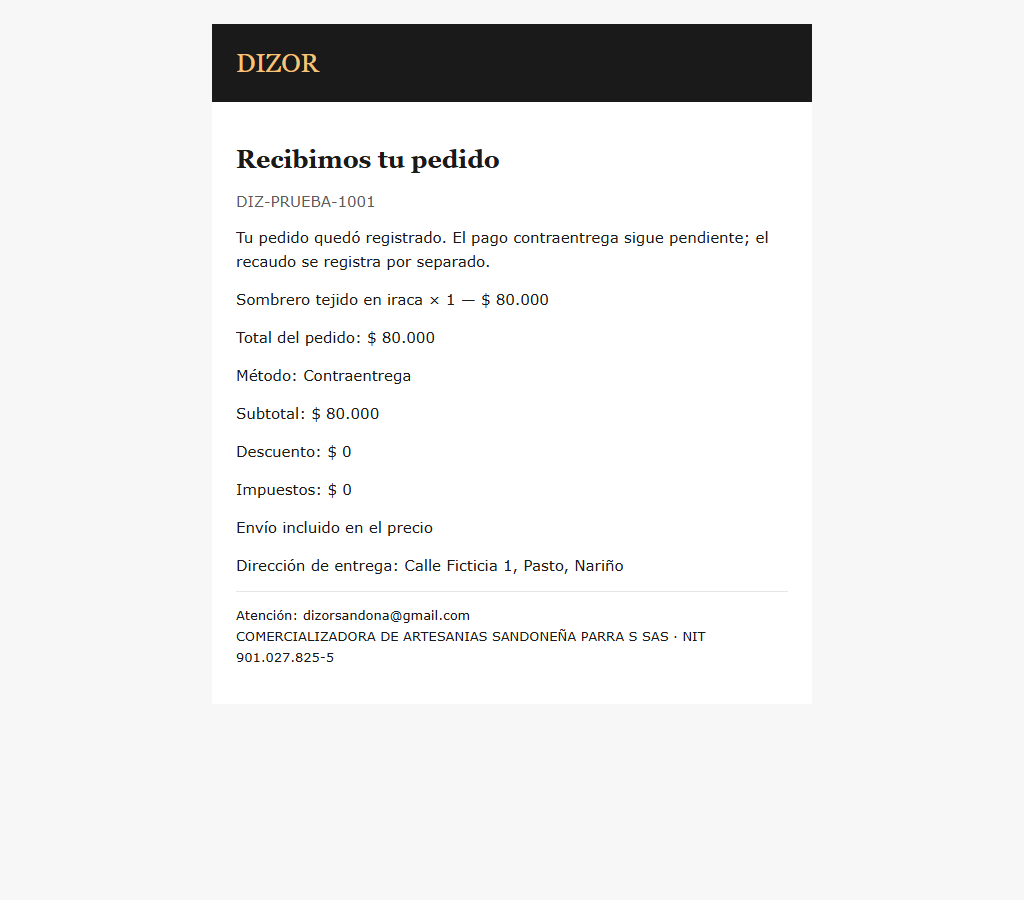 DIZOR
Recibimos tu pedido
DIZ-PRUEBA-1001
Tu pedido quedó registrado. El pago contraentrega sigue pendiente; el
recaudo se registra por separado.
Sombrero tejido en iraca × 1 — $ 80.000
Total del pedido: $ 80.000
Método: Contraentrega
Subtotal: $ 80.000
Descuento: $ 0
Impuestos: $ 0
Envío incluido en el precio
Dirección de entrega: Calle Ficticia 1, Pasto, Nariño
Atención: dizorsandona@gmail.com
COMERCIALIZADORA DE ARTESANIAS SANDONEÑA PARRA S SAS · NIT
901.027.825-5